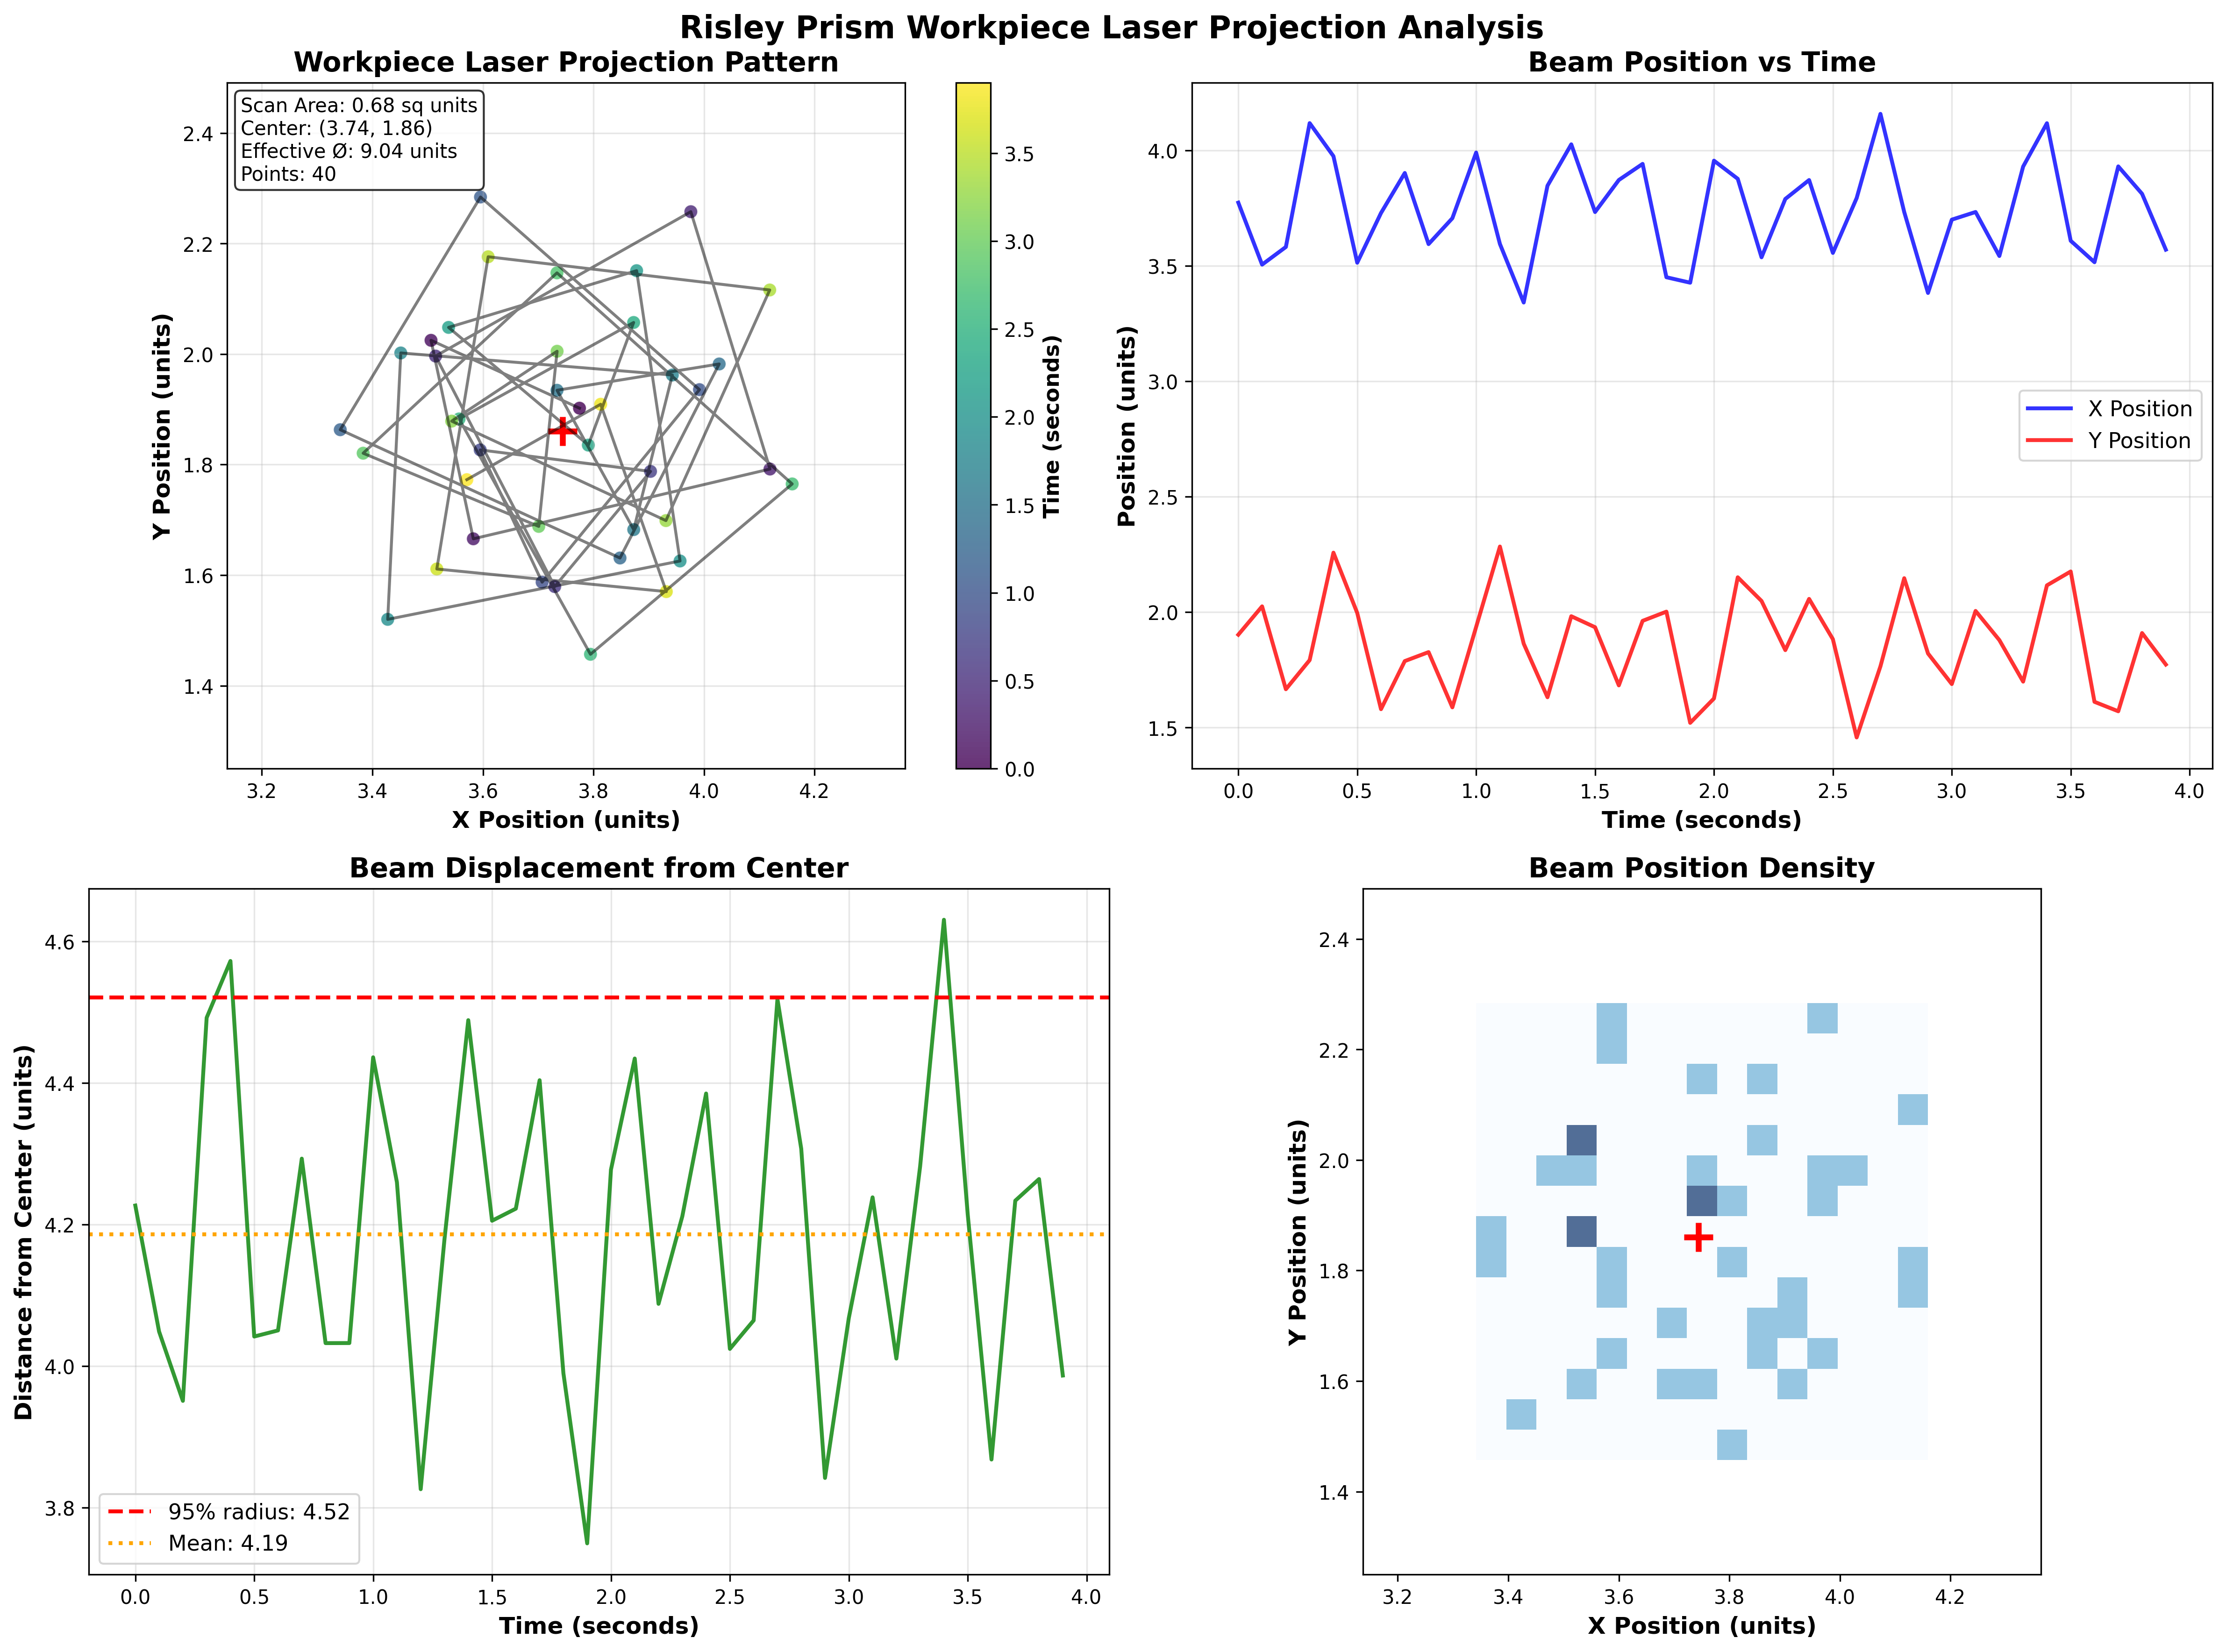 Risley Prism Workpiece Laser Projection Analysis
Workpiece Laser Projection Pattern
Scan Area: 0.68 sq units
Center: (3.74, 1.86)
Effective Ø: 9.04 units
Points: 40
Y Position (units)
2.4
2.2
2.0
1.8
1.6
1.4
3.2 3.4 3.6 3.8 4.0 4.2
X Position (units)
3.5
3.0
2.5
2.0
1.5
1.0
0.5
0.0
Time (seconds)
Beam Position vs Time
Position (units)
4.0
3.5
3.0
2.5
2.0
1.5
X Position
Y Position
0.0 0.5 1.0 1.5 2.0 2.5 3.0 3.5 4.0
Time (seconds)
Beam Displacement from Center
Distance from Center (units)
4.6
4.4
4.2
4.0
3.8
95% radius: 4.52
Mean: 4.19
0.0 0.5 1.0 1.5 2.0 2.5 3.0 3.5 4.0
Time (seconds)
Beam Position Density
Y Position (units)
2.4
2.2
2.0
1.8
1.6
1.4
3.2 3.4 3.6 3.8 4.0 4.2
X Position (units)